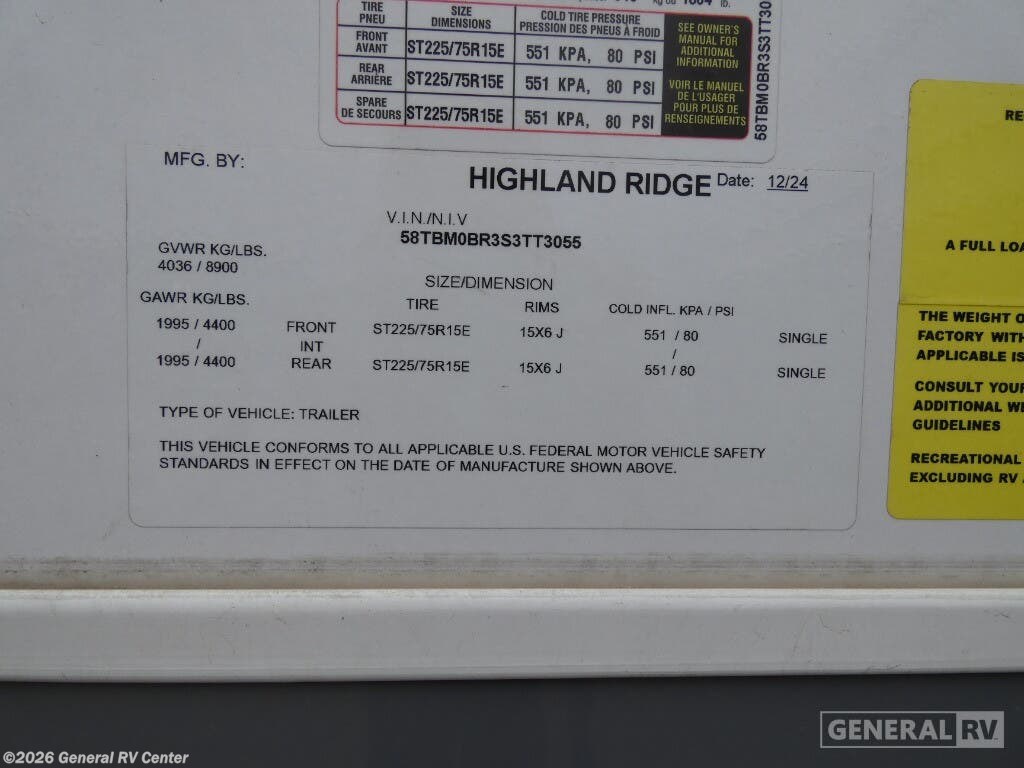 kg ou lb.
TIRE
PNEU
SIZE
DIMENSIONS
COLD TIRE PRESSURE
PRESSION DES PNEUS À FROID
SEE OWNER'S
MANUAL FOR
ADDITIONAL
INFORMATION
VOIR LE MANUEL
DE L'USAGER
POUR PLUS DE
RENSEIGNEMENTS
FRONT
AVANT
ST225/75R15E
551 KPA, 80 PSI
REAR
ARRIÈRE
ST225/75R15E
551 KPA, 80 PSI
SPARE
DE SECOURS
ST225/75R15E
551 KPA, 80 PSI
58TBM0BR3S3TT30
MFG. BY:
HIGHLAND RIDGE Date: 12/24
V.I.N./N.I.V
58TBM0BR3S3TT3055
GVWR KG/LBS.
4036 / 8900
SIZE/DIMENSION
GAWR KG/LBS. TIRE RIMS COLD INFL. KPA / PSI
1995 / 4400 FRONT ST225/75R15E 15X6 J 551 / 80 SINGLE
/ INT /
1995 / 4400 REAR ST225/75R15E 15X6 J 551 / 80 SINGLE
TYPE OF VEHICLE: TRAILER
THIS VEHICLE CONFORMS TO ALL APPLICABLE U.S. FEDERAL MOTOR VEHICLE SAFETY
STANDARDS IN EFFECT ON THE DATE OF MANUFACTURE SHOWN ABOVE.
RE
A FULL LOA
THE WEIGHT O
FACTORY WITH
APPLICABLE IS
CONSULT YOUR
ADDITIONAL WE
GUIDELINES
RECREATIONAL
EXCLUDING RV
GENERAL RV
©2026 General RV Center